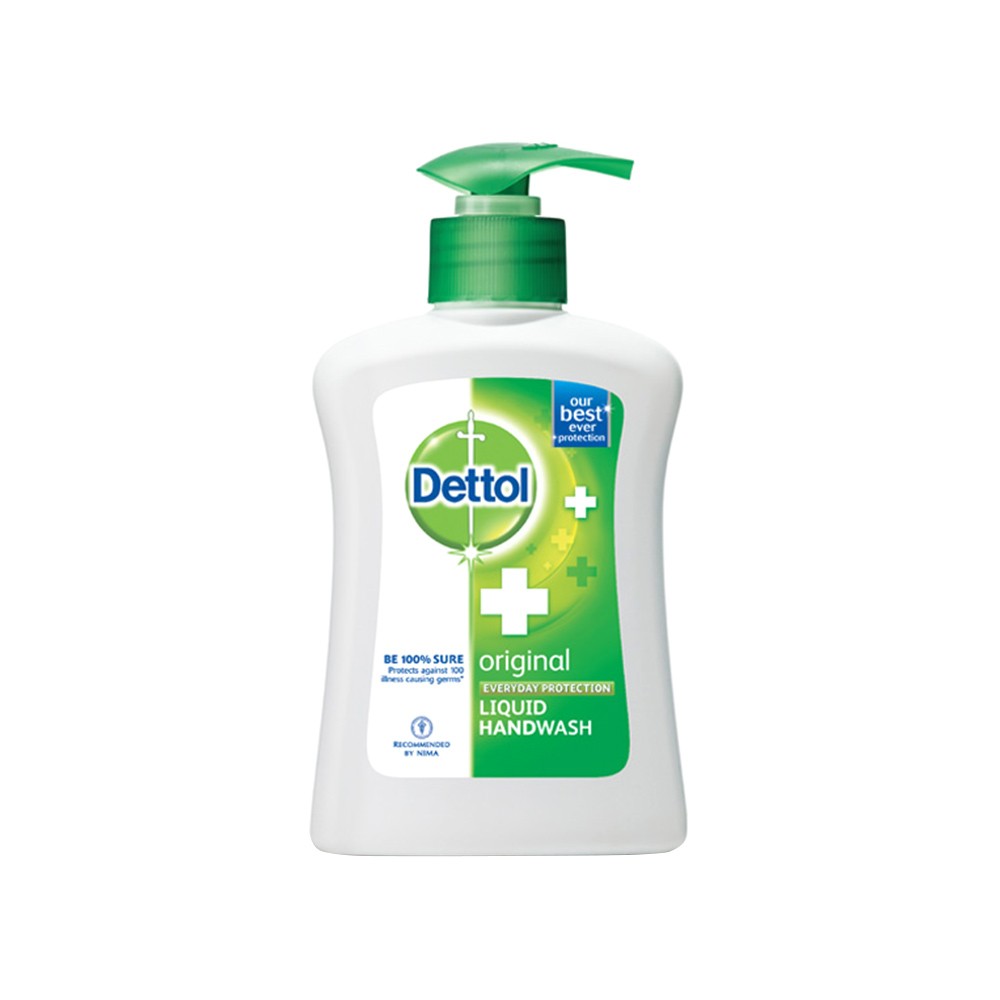 our
best
ever
protection
Dettol
BE 100% SURE
Protects against 100
illness causing germs*
original
EVERYDAY PROTECTION
LIQUID
HANDWASH
RECOMMENDED
BY NIMA